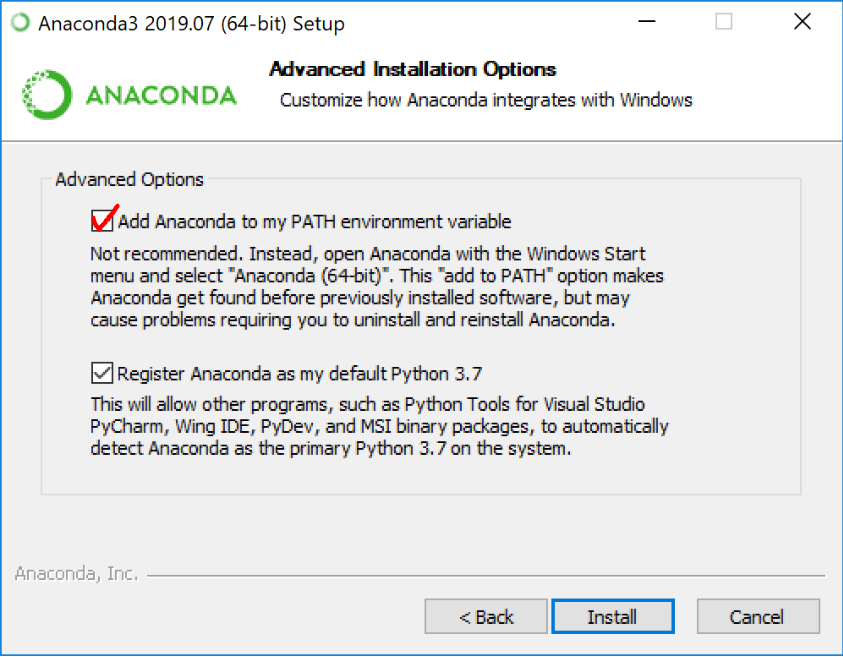 Anaconda3 2019.07 (64-bit) Setup
ANACONDA
Advanced Installation Options
Customize how Anaconda integrates with Windows
Advanced Options
Add Anaconda to my PATH environment variable
Not recommended. Instead, open Anaconda with the Windows Start
menu and select "Anaconda (64-bit)". This "add to PATH" option makes
Anaconda get found before previously installed software, but may
cause problems requiring you to uninstall and reinstall Anaconda.
Register Anaconda as my default Python 3.7
This will allow other programs, such as Python Tools for Visual Studio
PyCharm, Wing IDE, PyDev, and MSI binary packages, to automatically
detect Anaconda as the primary Python 3.7 on the system.
Anaconda, Inc.
< Back
Install
Cancel